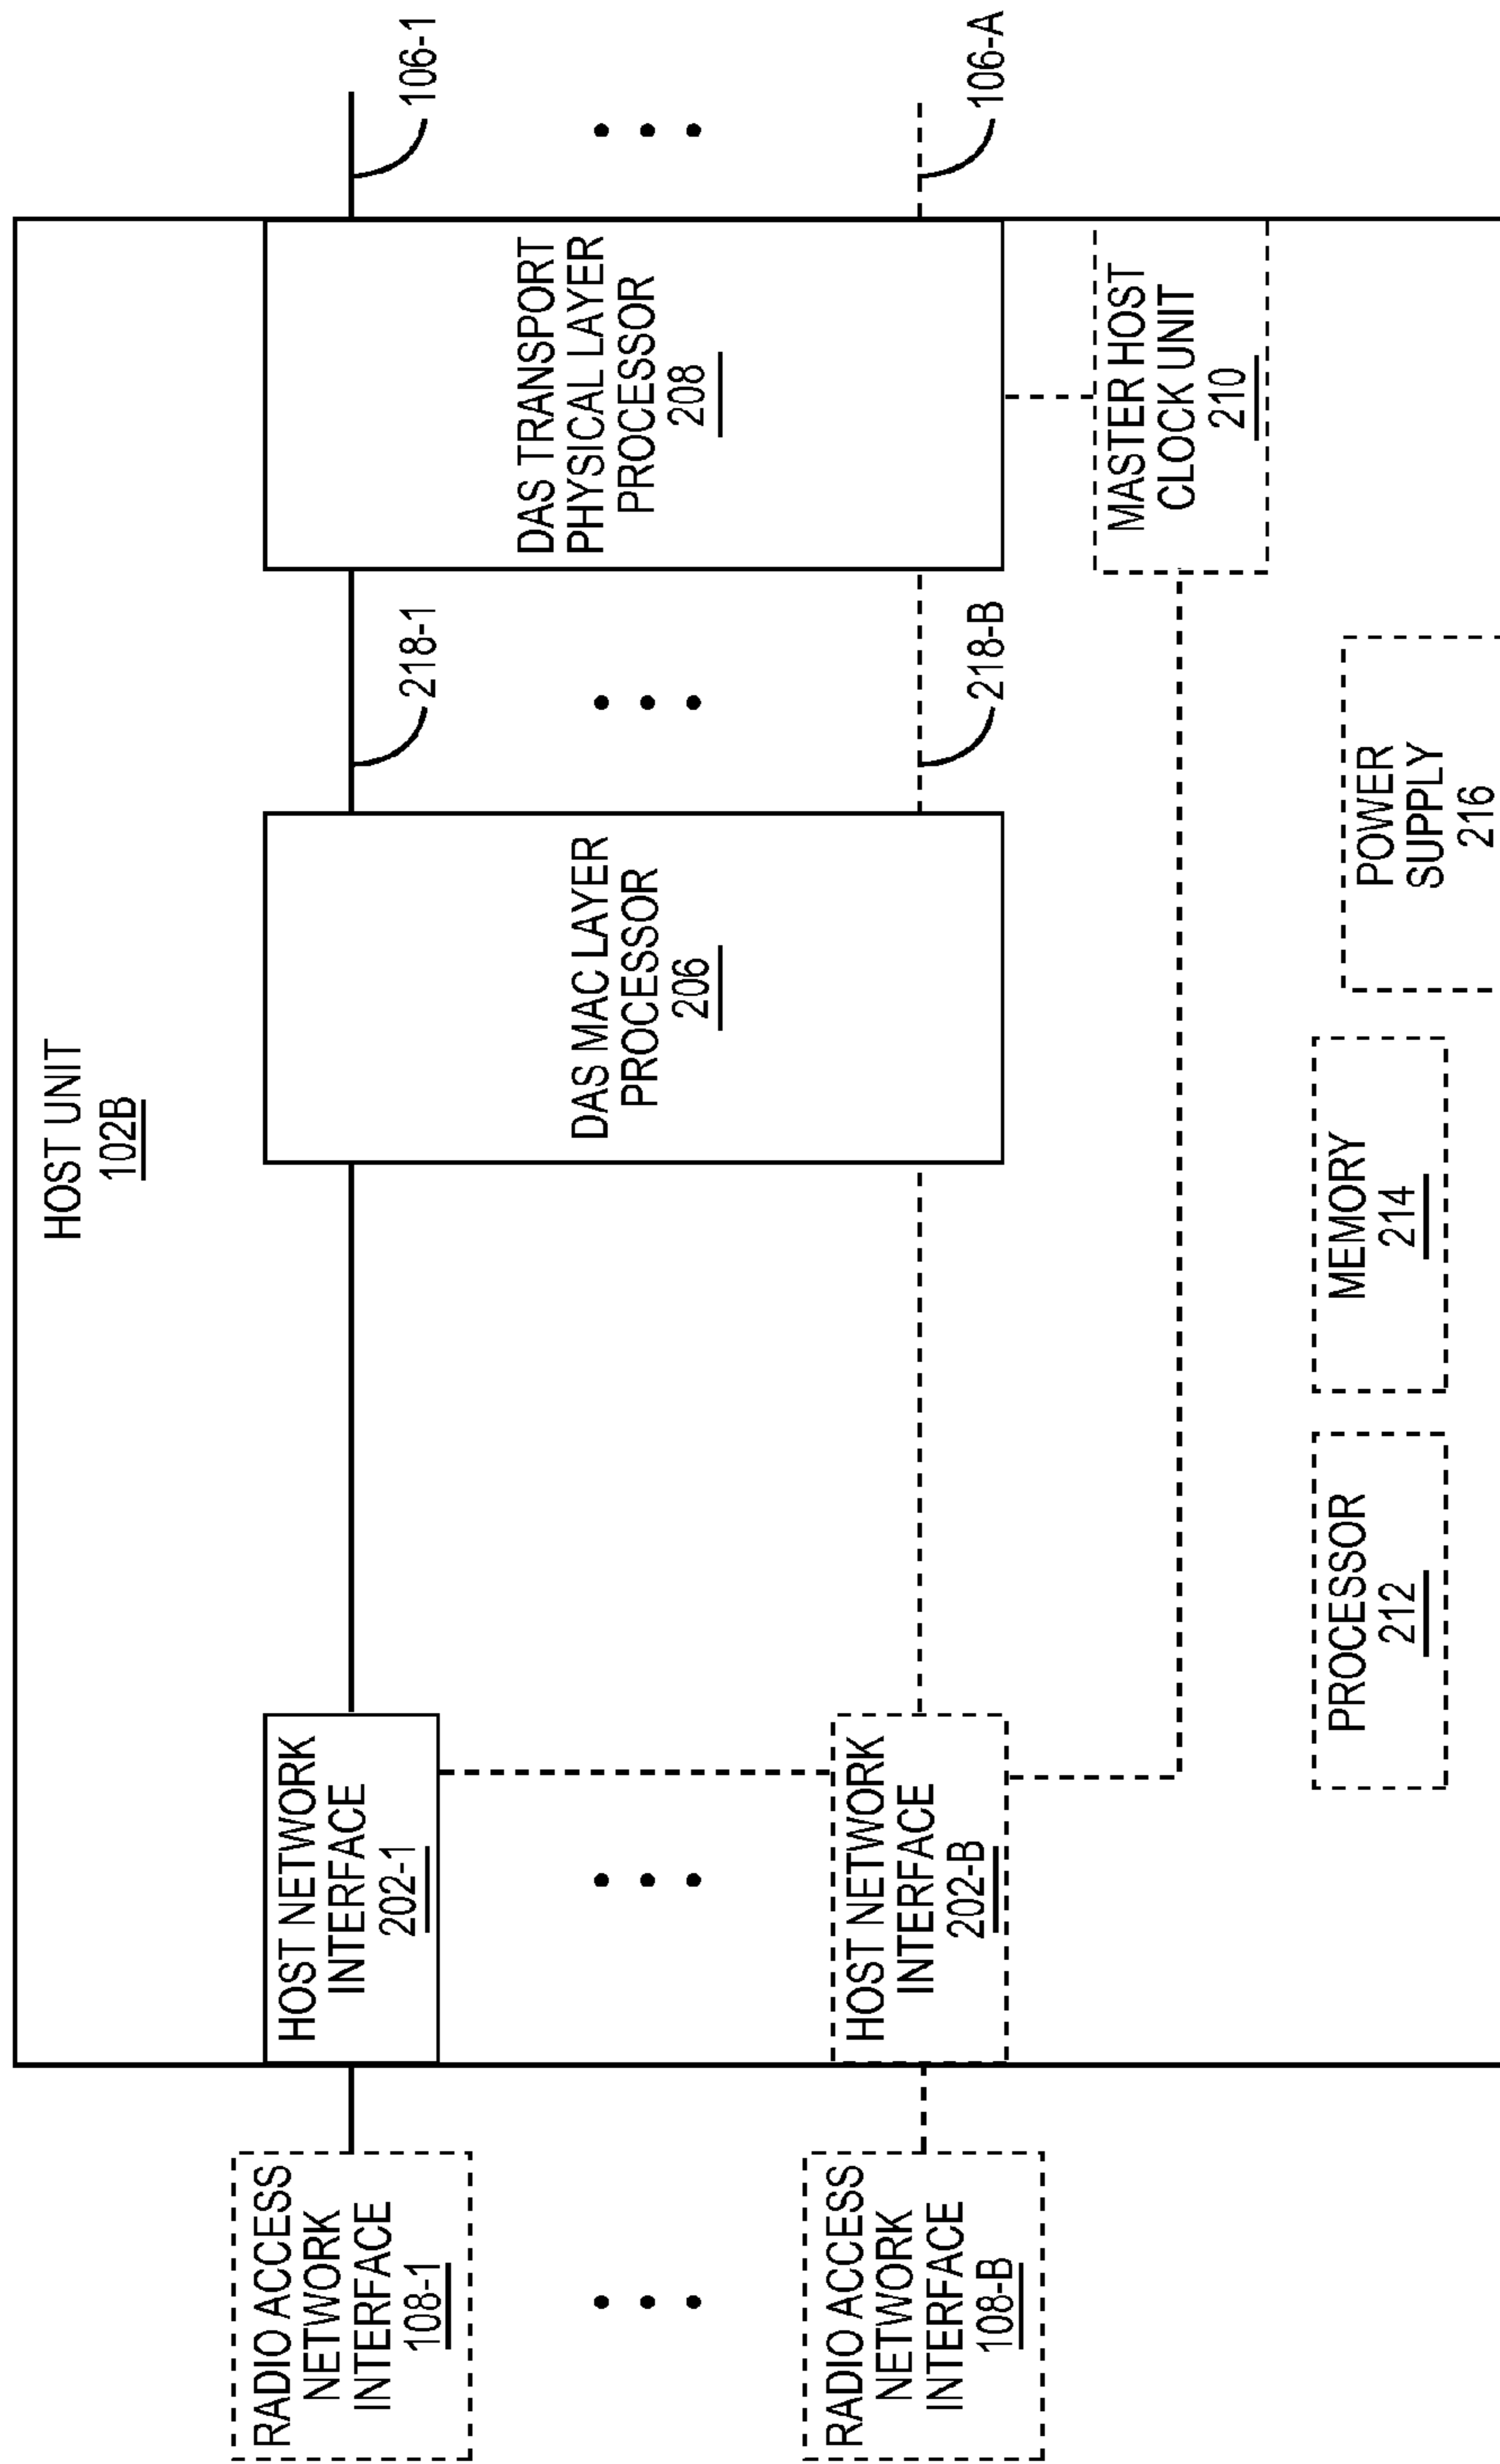 HOST UNIT
102B
RADIO ACCESS
NETWORK
INTERFACE
108-1
HOST NETWORK
INTERFACE
202-1
DAS MAC LAYER
PROCESSOR
206
218-1
DAS TRANSPORT
PHYSICAL LAYER
PROCESSOR
208
106-1
RADIO ACCESS
NETWORK
INTERFACE
108-B
HOST NETWORK
INTERFACE
202-B
218-B
106-A
MASTER HOST
CLOCK UNIT
210
PROCESSOR
212
MEMORY
214
POWER
SUPPLY
216